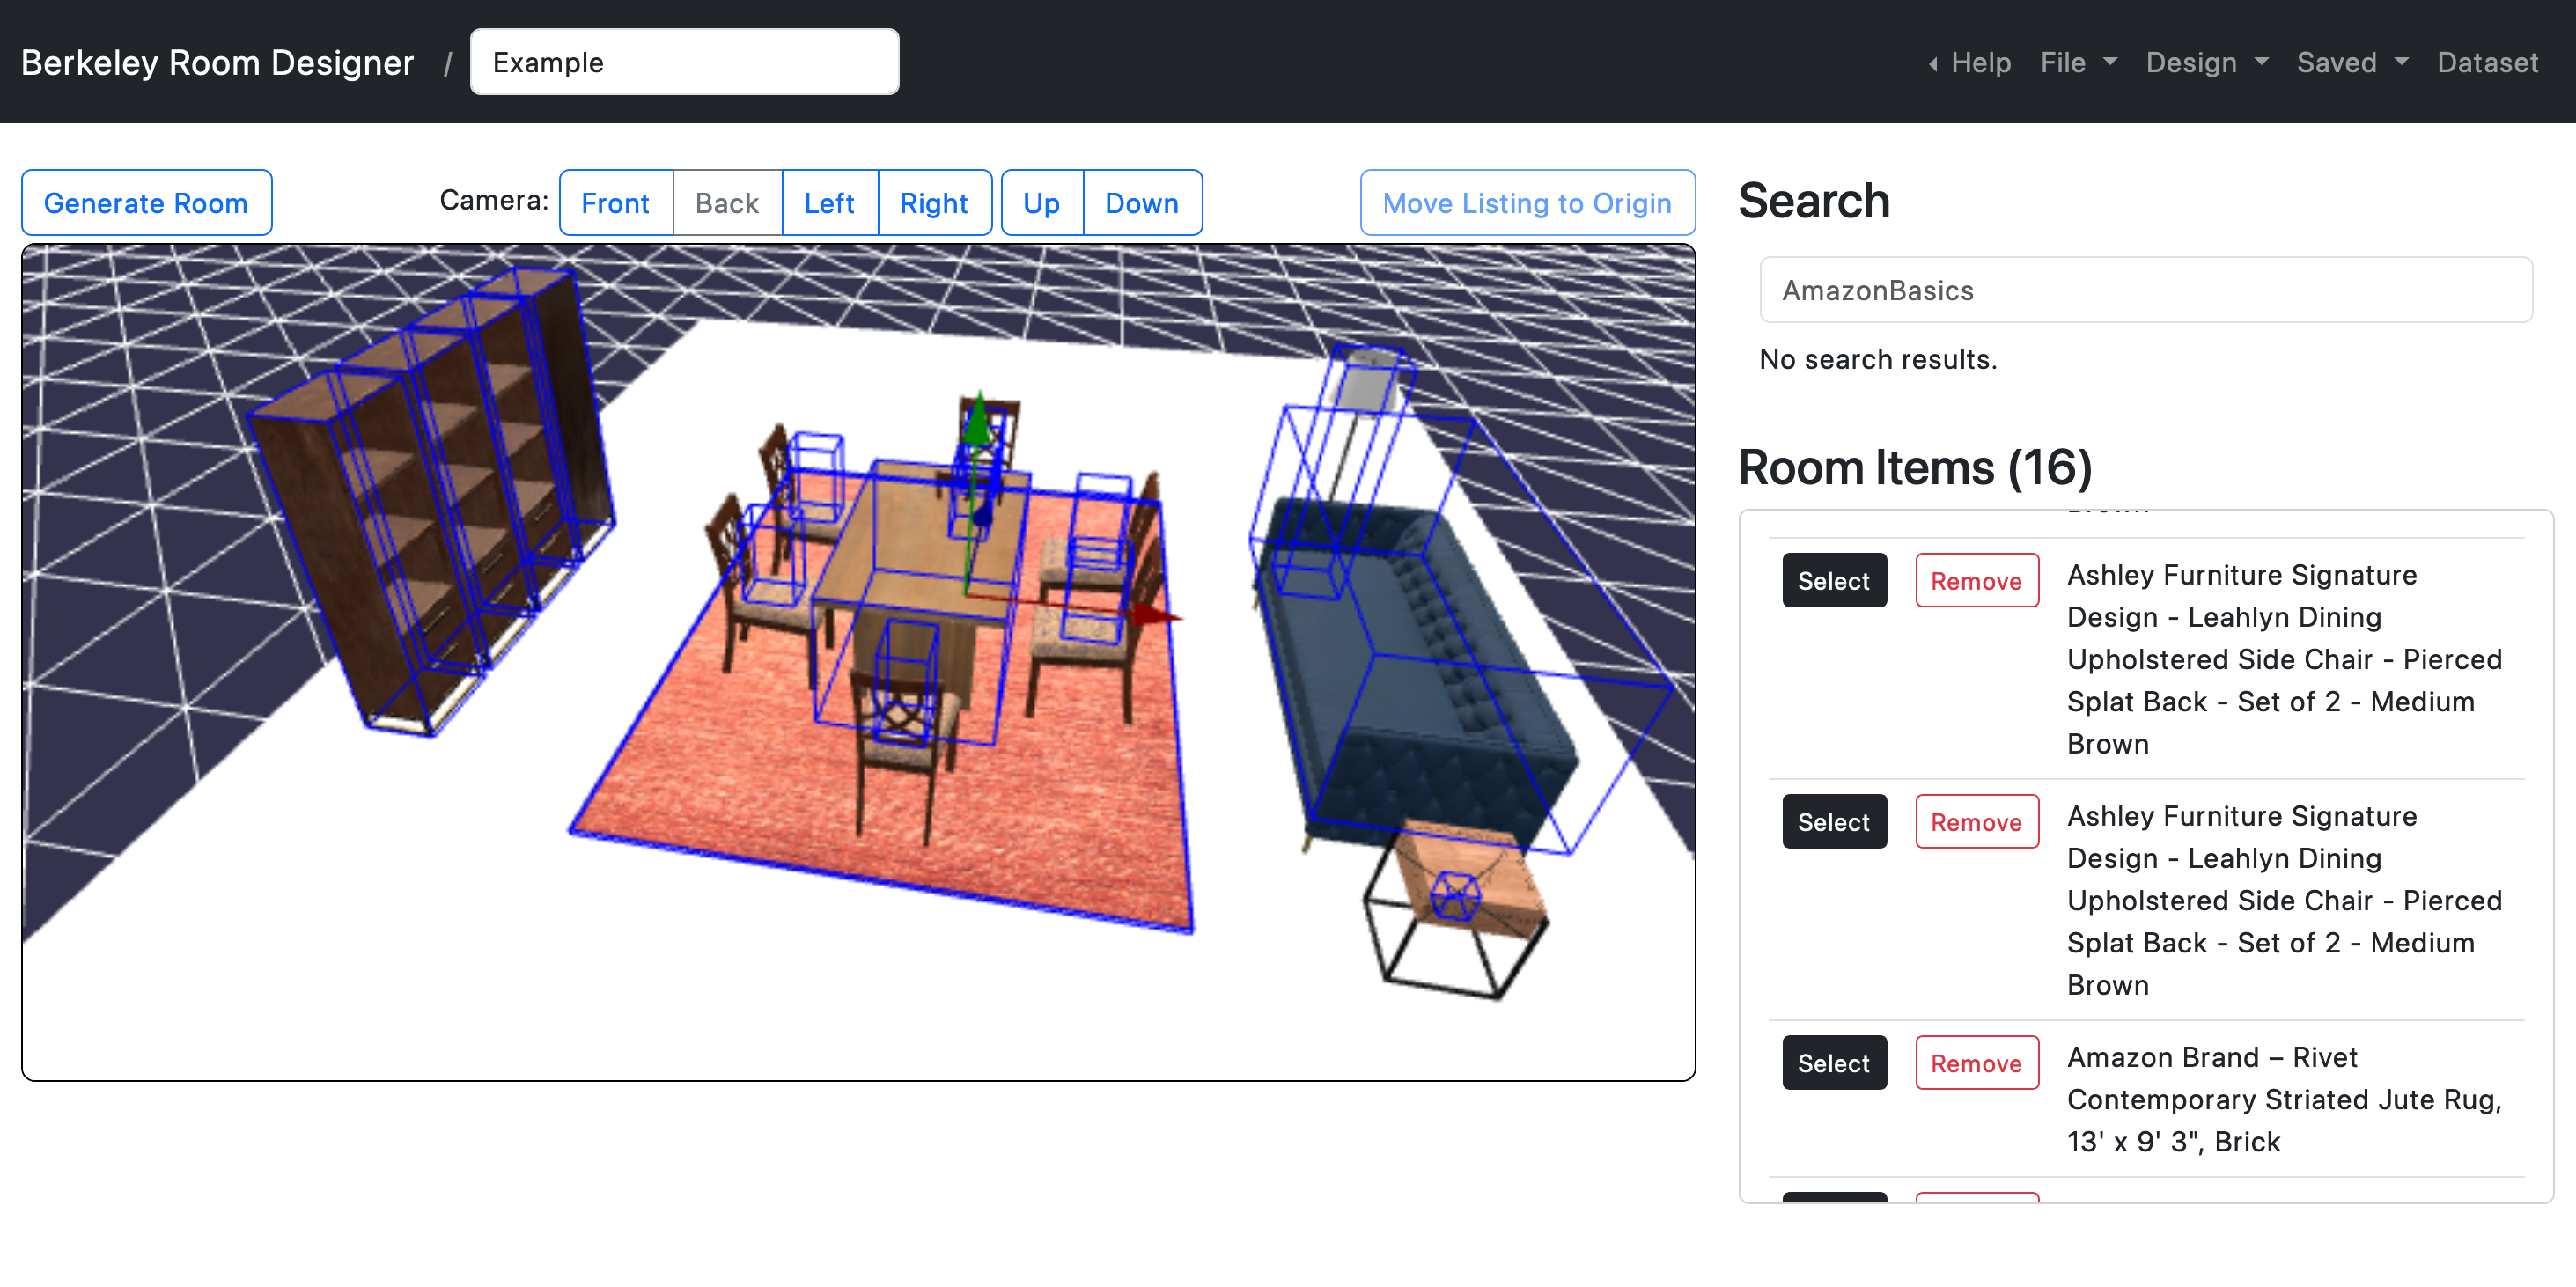 Berkeley Room Designer / Example
Help File Design Saved Dataset
Generate Room
Camera: Front Back Left Right Up Down
Move Listing to Origin
Search
AmazonBasics
No search results.
Room Items (16)
Select Remove Ashley Furniture Signature
Design - Leahlyn Dining
Upholstered Side Chair - Pierced
Splat Back - Set of 2 - Medium
Brown
Select Remove Ashley Furniture Signature
Design - Leahlyn Dining
Upholstered Side Chair - Pierced
Splat Back - Set of 2 - Medium
Brown
Select Remove Amazon Brand – Rivet
Contemporary Striated Jute Rug,
13' x 9' 3", Brick